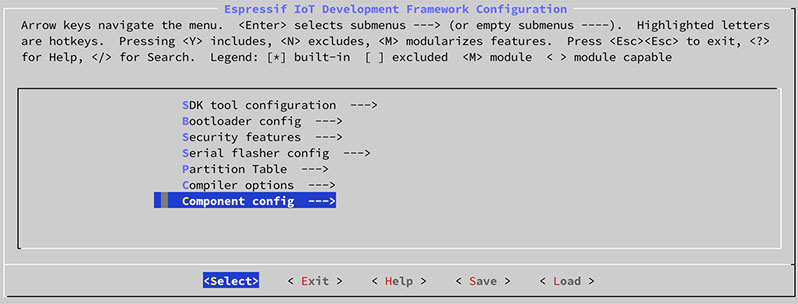 Espressif IoT Development Framework Configuration
Arrow keys navigate the menu.  <Enter> selects submenus ---> (or empty submenus ----).  Highlighted letters
are hotkeys.  Pressing <Y> includes, <N> excludes, <M> modularizes features.  Press <Esc><Esc> to exit, <?>
for Help, </> for Search.  Legend: [*] built-in  [ ] excluded  <M> module  < > module capable
SDK tool configuration  --->
Bootloader config  --->
Security features  --->
Serial flasher config  --->
Partition Table  --->
Compiler options  --->
Component config  --->
<Select>    < Exit >    < Help >    < Save >    < Load >